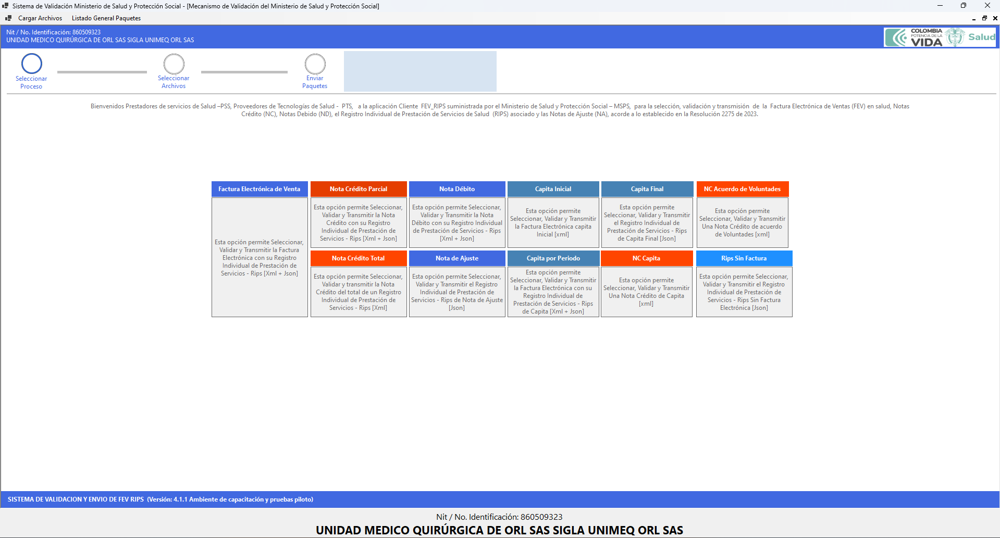 Sistema de Validación Ministerio de Salud y Protección Social - [Mecanismo de Validación del Ministerio de Salud y Protección Social]
Cargar Archivos Listado General Paquetes
Nit / No. Identificación: 860509323
UNIDAD MEDICO QUIRÚRGICA DE ORL SAS SIGLA UNIMEQ ORL SAS
COLOMBIA
POTENCIA DE LA
VIDA
Salud
Seleccionar
Proceso
Seleccionar
Archivos
Enviar
Paquetes
Bienvenidos Prestadores de servicios de Salud –PSS, Proveedores de Tecnologías de Salud - PTS, a la aplicación Cliente FEV_RIPS suministrada por el Ministerio de Salud y Protección Social – MSPS, para la selección, validación y transmisión de la Factura Electrónica de Ventas (FEV) en salud, Notas
Crédito (NC), Notas Debido (ND), el Registro Individual de Prestación de Servicios de Salud (RIPS) asociado y las Notas de Ajuste (NA), acorde a lo establecido en la Resolución 2275 de 2023.
Factura Electrónica de Venta
Esta opción permite Seleccionar,
Validar y Transmitir la Factura
Electrónica con su Registro
Individual de Prestación de
Servicios - Rips [Xml + Json]
Nota Crédito Parcial
Esta opción permite Seleccionar,
Validar y Transmitir la Nota
Crédito con su Registro
Individual de Prestación de
Servicios - Rips [Xml + Json]
Nota Débito
Esta opción permite Seleccionar,
Validar y Transmitir la Nota
Débito con su Registro Individual
de Prestación de Servicios - Rips
[Xml + Json]
Capita Inicial
Esta opción permite
Seleccionar, Validar y Transmitir
la Factura Electrónica capita
Inicial [xml]
Capita Final
Esta opción permite
Seleccionar, Validar y Transmitir
el Registro Individual de
Prestación de Servicios - Rips
de Capita Final [Json]
NC Acuerdo de Voluntades
Esta opción permite
Seleccionar, Validar y Transmitir
Una Nota Crédito de acuerdo
de Voluntades [xml]
Nota Crédito Total
Esta opción permite Seleccionar,
Validar y transmitir la Nota
Crédito del total de un Registro
Individual de Prestación de
Servicios - Rips [Xml]
Nota de Ajuste
Esta opción permite Seleccionar,
Validar y Transmitir el Registro
Individual de Prestación de
Servicios - Rips de Nota de Ajuste
[Json]
Capita por Periodo
Esta opción permite
Seleccionar, Validar y Transmitir
la Factura Electrónica con su
Registro Individual de
Prestación de Servicios - Rips
de Capita [Xml + Json]
NC Capita
Esta opción permite
Seleccionar, Validar y Transmitir
Una Nota Crédito de Capita
[xml]
Rips Sin Factura
Esta opción permite Seleccionar,
Validar y Transmitir el Registro
Individual de Prestación de
Servicios - Rips Sin Factura
Electrónica [Json]
SISTEMA DE VALIDACION Y ENVIO DE FEV RIPS (Versión: 4.1.1 Ambiente de capacitación y pruebas piloto)
Nit / No. Identificación: 860509323
UNIDAD MEDICO QUIRÚRGICA DE ORL SAS SIGLA UNIMEQ ORL SAS